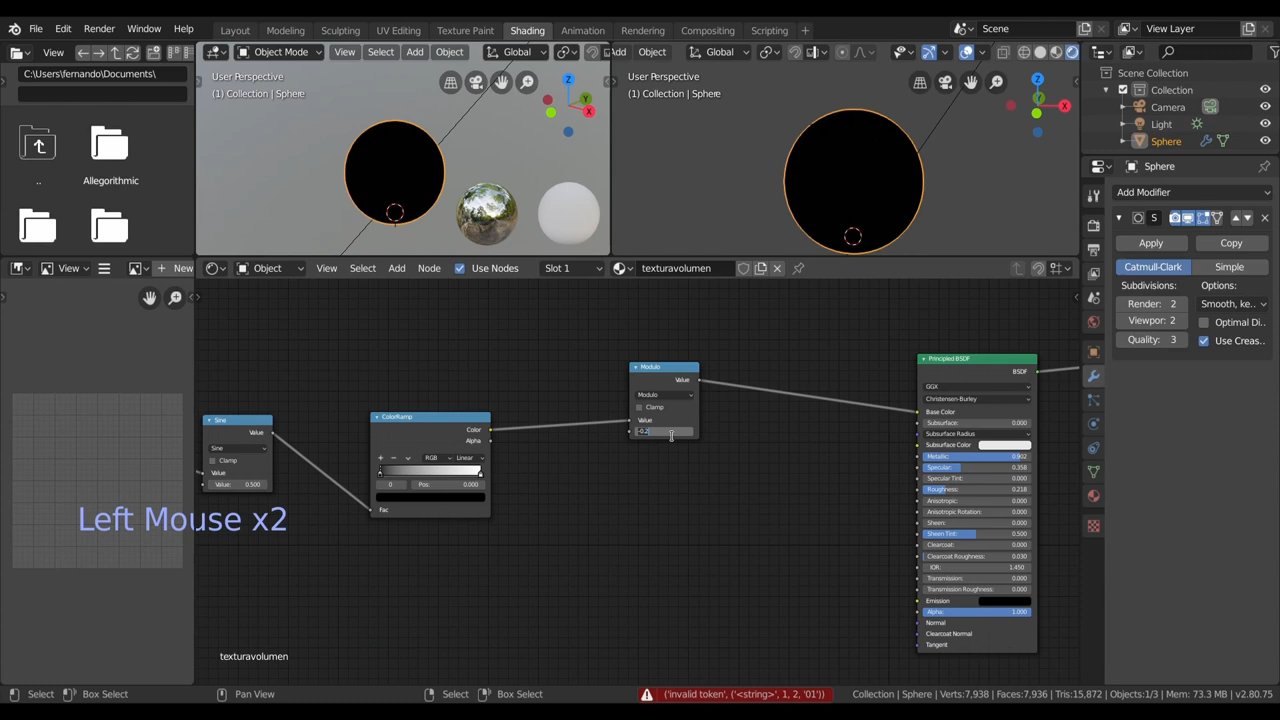 File Edit Render Window Help Layout Modeling Sculpting UV Editing Texture Paint Shading Animation Rendering Compositing Scripting + Scene View Layer
View Object Mode View Select Add Object Global Add Object Global
C:\Users\fernando\Documents\
User Perspective
(1) Collection | Sphere
User Perspective
(1) Collection | Sphere
Z
Y
X
Z
Y
X
Scene Collection
Collection
Camera
Light
Sphere
..
Allegorithmic
Sphere
Add Modifier
S
Apply Copy
Catmull-Clark Simple
Subdivisions: Options:
Render: 2 Smooth, ke..
Viewpor: 2 Optimal Di..
Quality: 3 Use Creas..
View + New Object View Select Add Node Use Nodes Slot 1 texturavolumen
Sine
Value
Sine
Clamp
Value
Value: 0.500
ColorRamp
Color
Alpha
+ − RGB Linear
0 Pos: 0.000
Fac
Modulo
Value
Modulo
Clamp
Value
-0.2
Principled BSDF
BSDF
GGX
Christensen-Burley
Base Color
Subsurface: 0.000
Subsurface Radius
Subsurface Color
Metallic: 0.902
Specular: 0.358
Specular Tint: 0.000
Roughness: 0.218
Anisotropic: 0.000
Anisotropic Rotation: 0.000
Sheen: 0.000
Sheen Tint: 0.500
Clearcoat: 0.000
Clearcoat Roughness: 0.030
IOR: 1.450
Transmission: 0.000
Transmission Roughness: 0.000
Emission
Alpha: 1.000
Normal
Clearcoat Normal
Tangent
Left Mouse x2
texturavolumen
Select Box Select Pan View Select Box Select ('invalid token', ('<string>', 1, 2, '01')) Collection | Sphere | Verts:7,938 | Faces:7,936 | Tris:15,872 | Objects:1/3 | Mem: 73.3 MB | v2.80.75